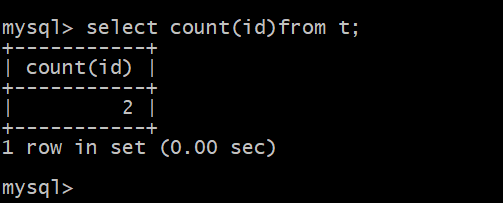 mysql> select count(id)from t;
+-----------+
| count(id) |
+-----------+
|         2 |
+-----------+
1 row in set (0.00 sec)
mysql>